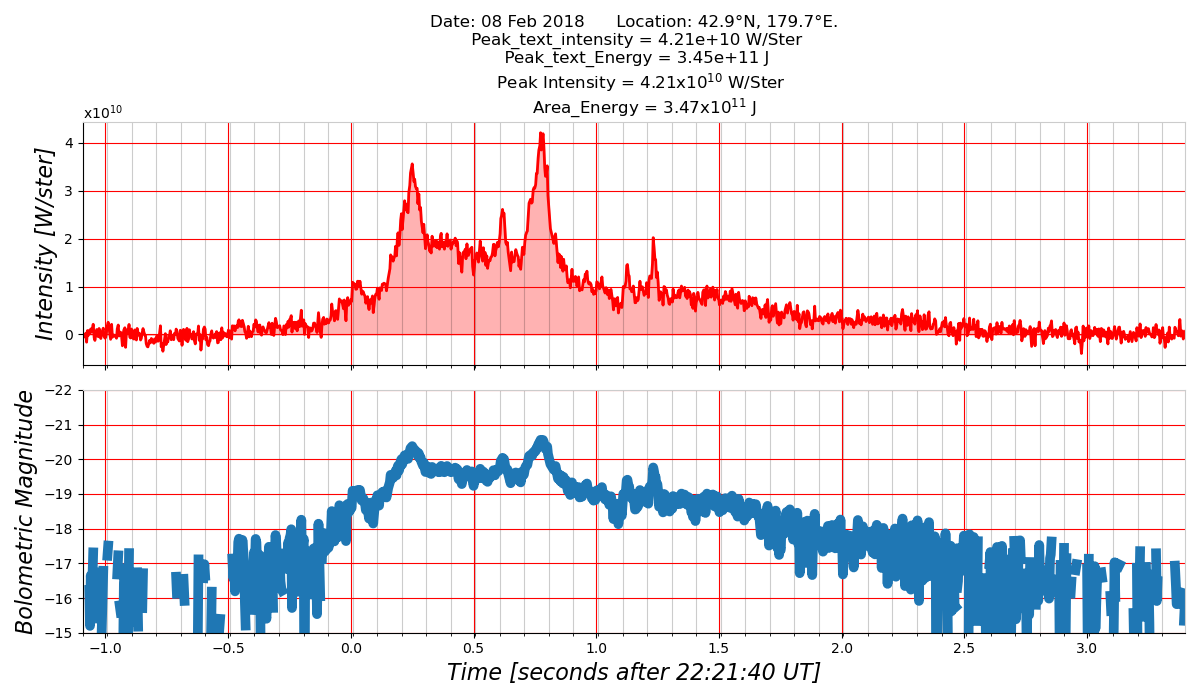 Date: 08 Feb 2018      Location: 42.9°N, 179.7°E.
Peak_text_intensity = 4.21e+10 W/Ster
Peak_text_Energy = 3.45e+11 J
Peak Intensity = 4.21x10¹⁰ W/Ster
Area_Energy = 3.47x10¹¹ J
x10¹⁰
4
3
2
1
0
Intensity [W/ster]
−22
−21
−20
−19
−18
−17
−16
−15
Bolometric Magnitude
−1.0 −0.5 0.0 0.5 1.0 1.5 2.0 2.5 3.0
Time [seconds after 22:21:40 UT]